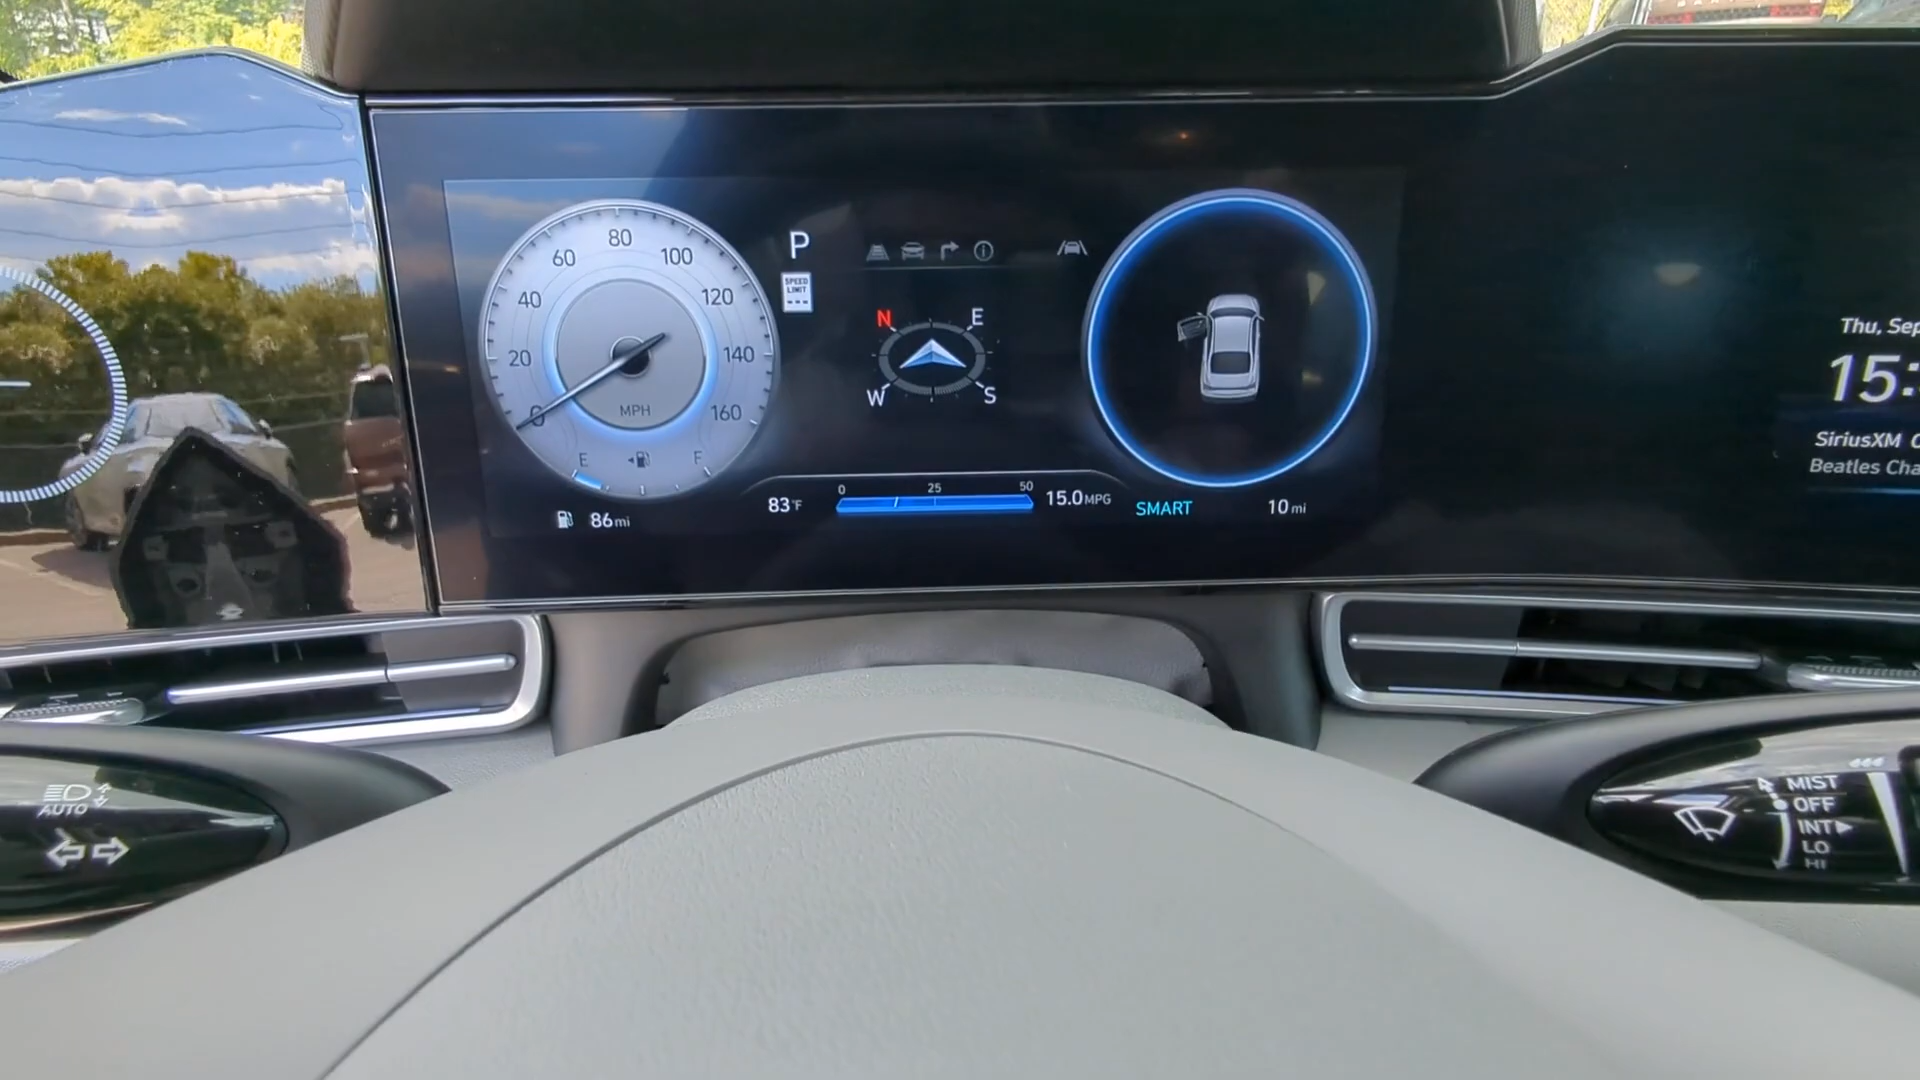 80
60
100
40
120
20
140
0
160
MPH
E
F
86mi
P
SPEED
LIMIT
---
N
E
W
S
83°F
0
25
50
15.0MPG
SMART
10mi
Thu, Sep
15:
SiriusXM
Beatles Cha
AUTO
MIST
OFF
INT
LO
HI